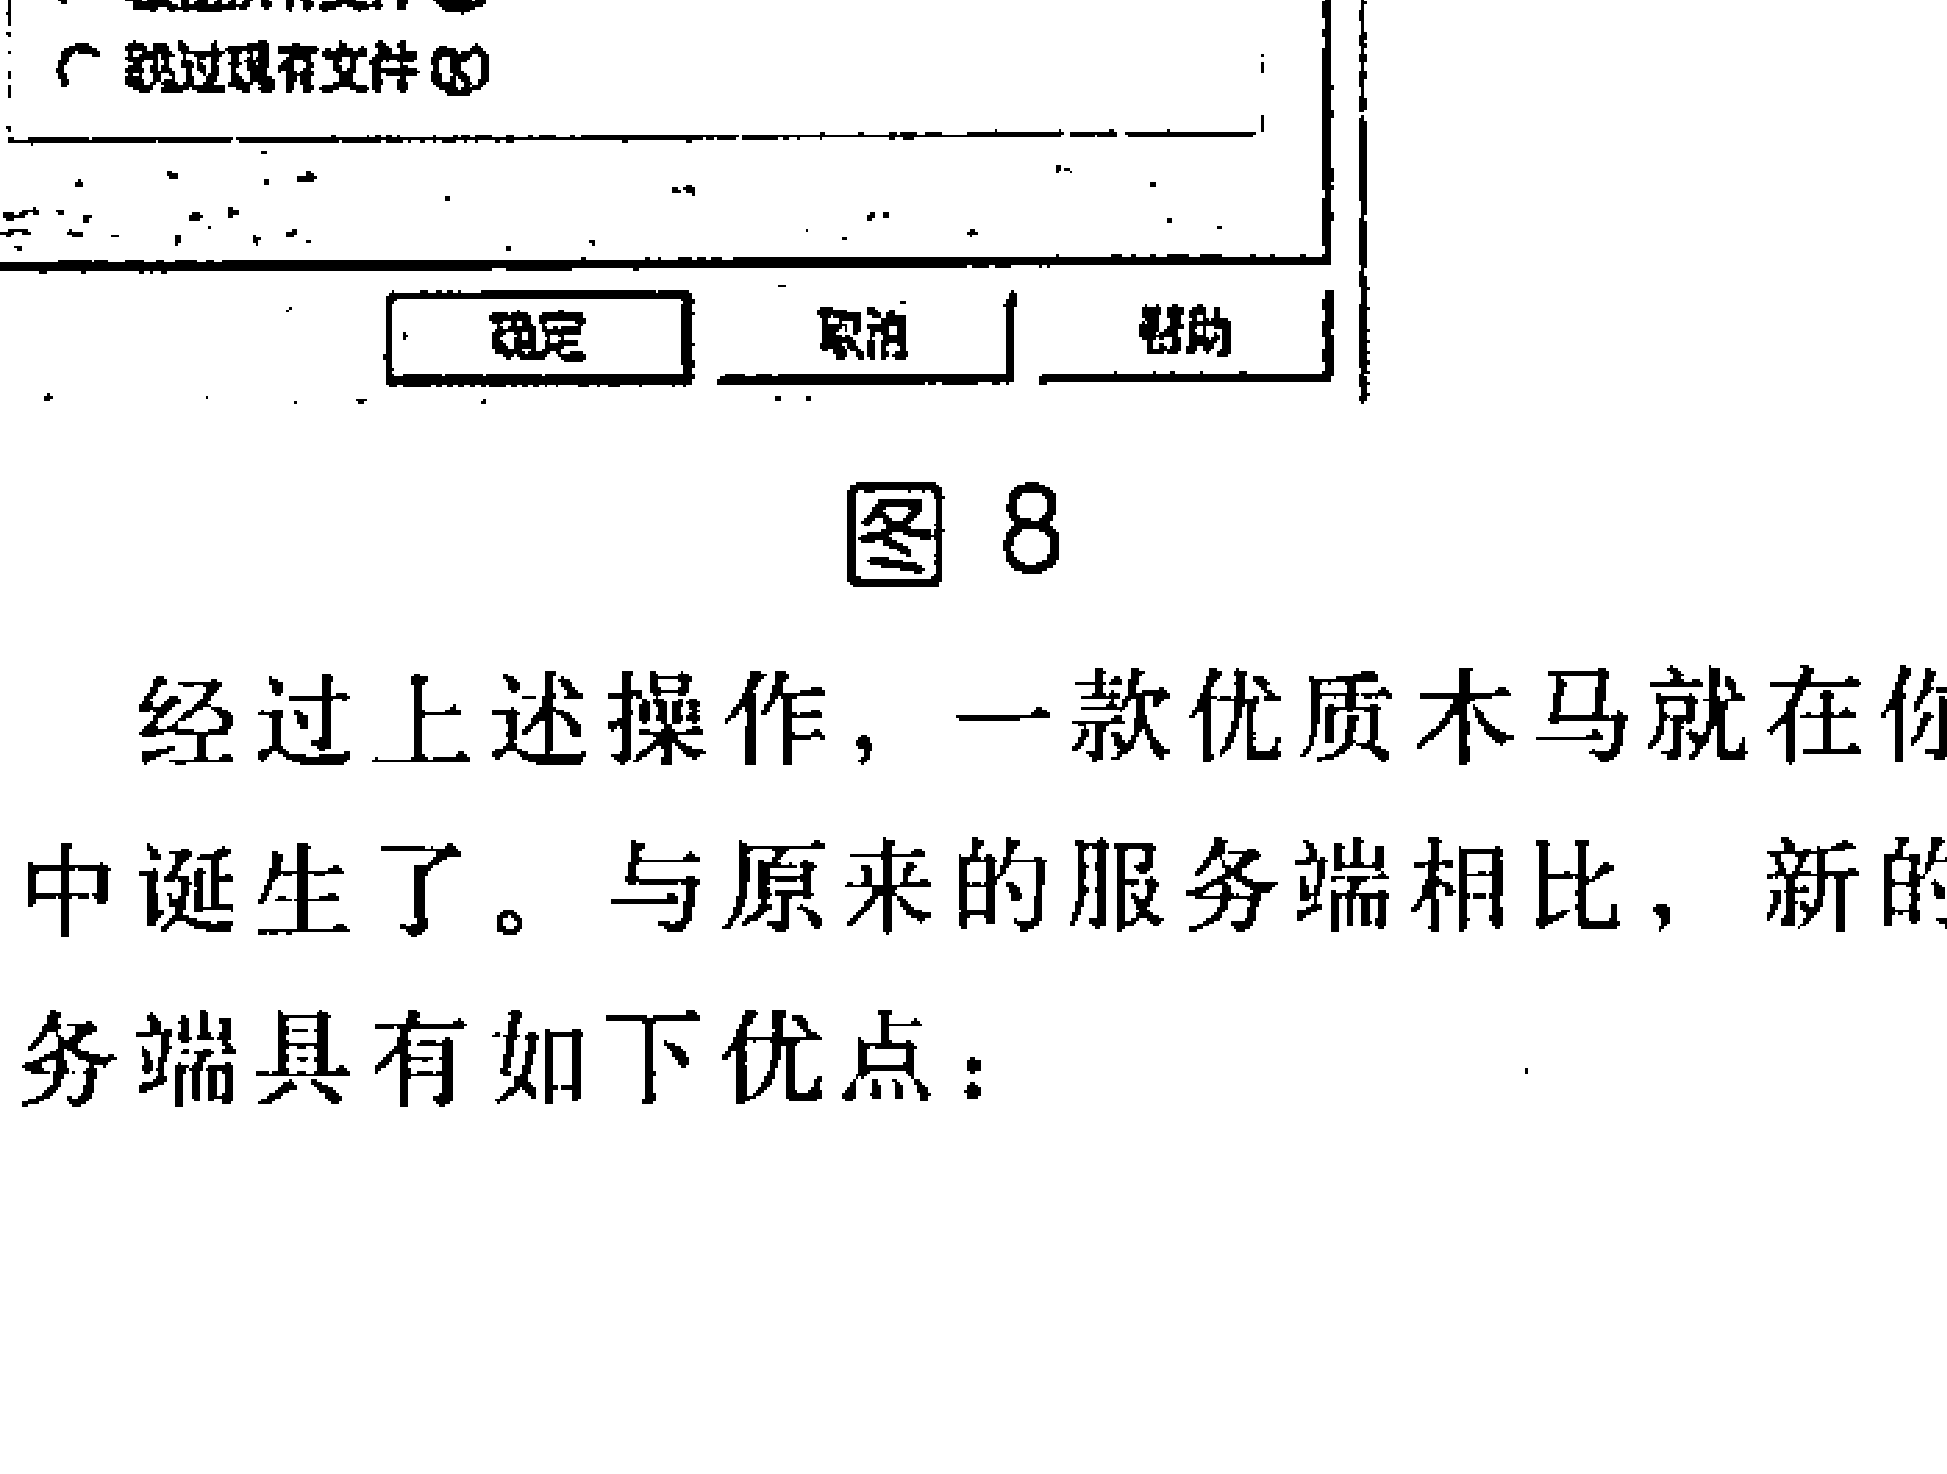 跳过现有文件(K)
确定 取消 帮助
图 8
经过上述操作，一款优质木马就在你
中诞生了。与原来的服务端相比，新的
务端具有如下优点：